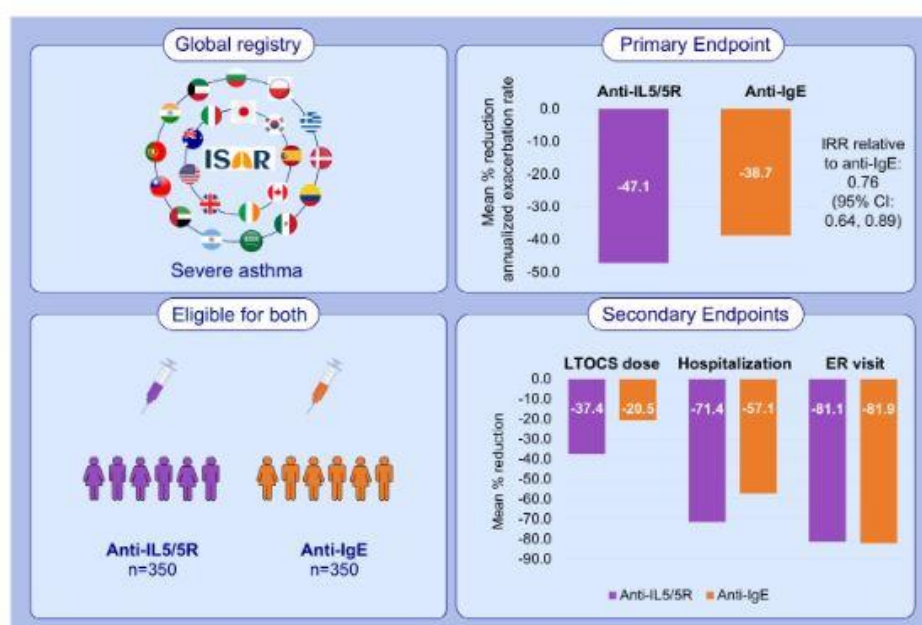 Global registry
ISAR
Severe asthma
Primary Endpoint
Anti-IL5/5R
Anti-IgE
Mean % reduction
annualized exacerbation rate
0.0
-10.0
-20.0
-30.0
-40.0
-50.0
-47.1
-38.7
IRR relative
to anti-IgE:
0.76
(95% CI:
0.64, 0.89)
Eligible for both
Anti-IL5/5R
n=350
Anti-IgE
n=350
Secondary Endpoints
LTOCS dose
Hospitalization
ER visit
Mean % reduction
0.0
-10.0
-20.0
-30.0
-40.0
-50.0
-60.0
-70.0
-80.0
-90.0
-37.4
-20.5
-71.4
-57.1
-81.1
-81.9
Anti-IL5/5R
Anti-IgE